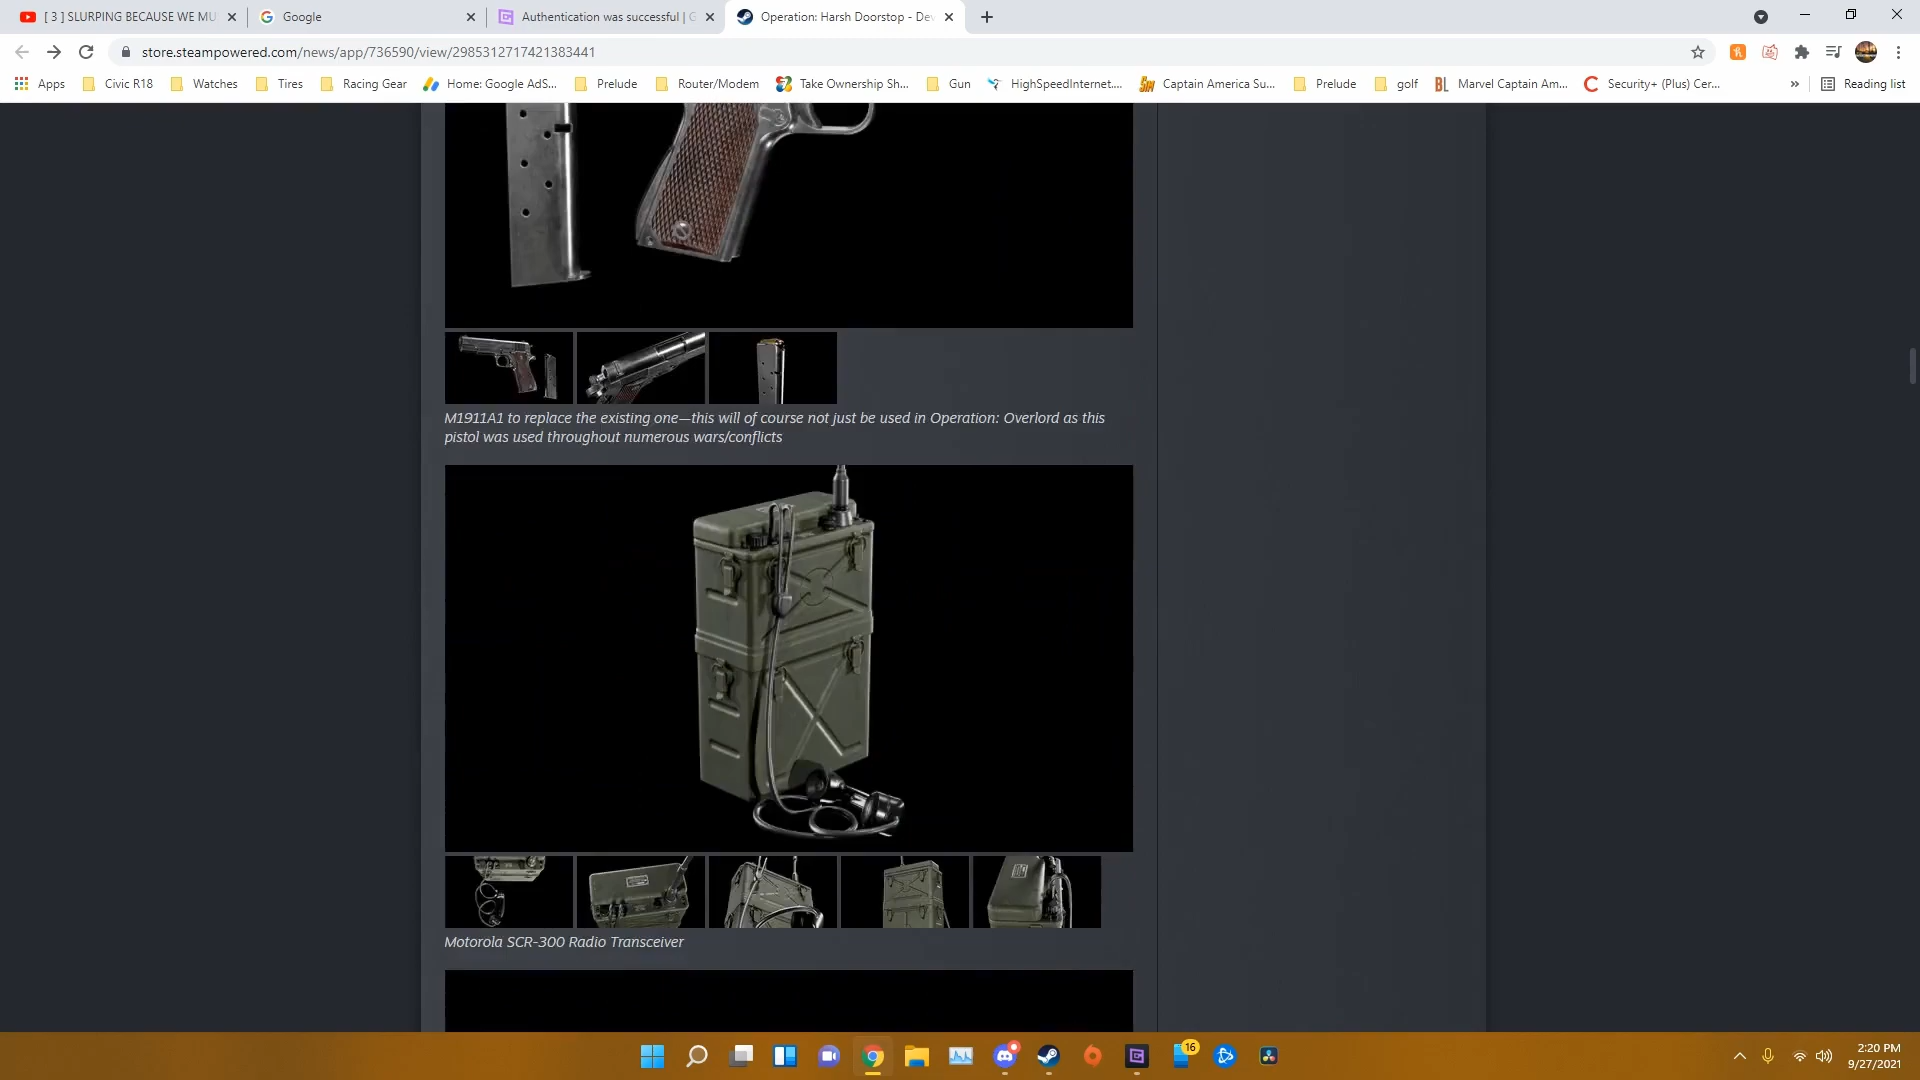 [ 3 ] SLURPING BECAUSE WE MU
Google
Authentication was successful | G
Operation: Harsh Doorstop - Dev
store.steampowered.com/news/app/736590/view/2985312717421383441
Apps
Civic R18
Watches
Tires
Racing Gear
Home: Google AdS...
Prelude
Router/Modem
Take Ownership Sh...
Gun
HighSpeedInternet....
Captain America Su...
Prelude
golf
BL
Marvel Captain Am...
Security+ (Plus) Cer...
»
Reading list
M1911A1 to replace the existing one—this will of course not just be used in Operation: Overlord as this
pistol was used throughout numerous wars/conflicts
Motorola SCR-300 Radio Transceiver
16
2:20 PM
9/27/2021